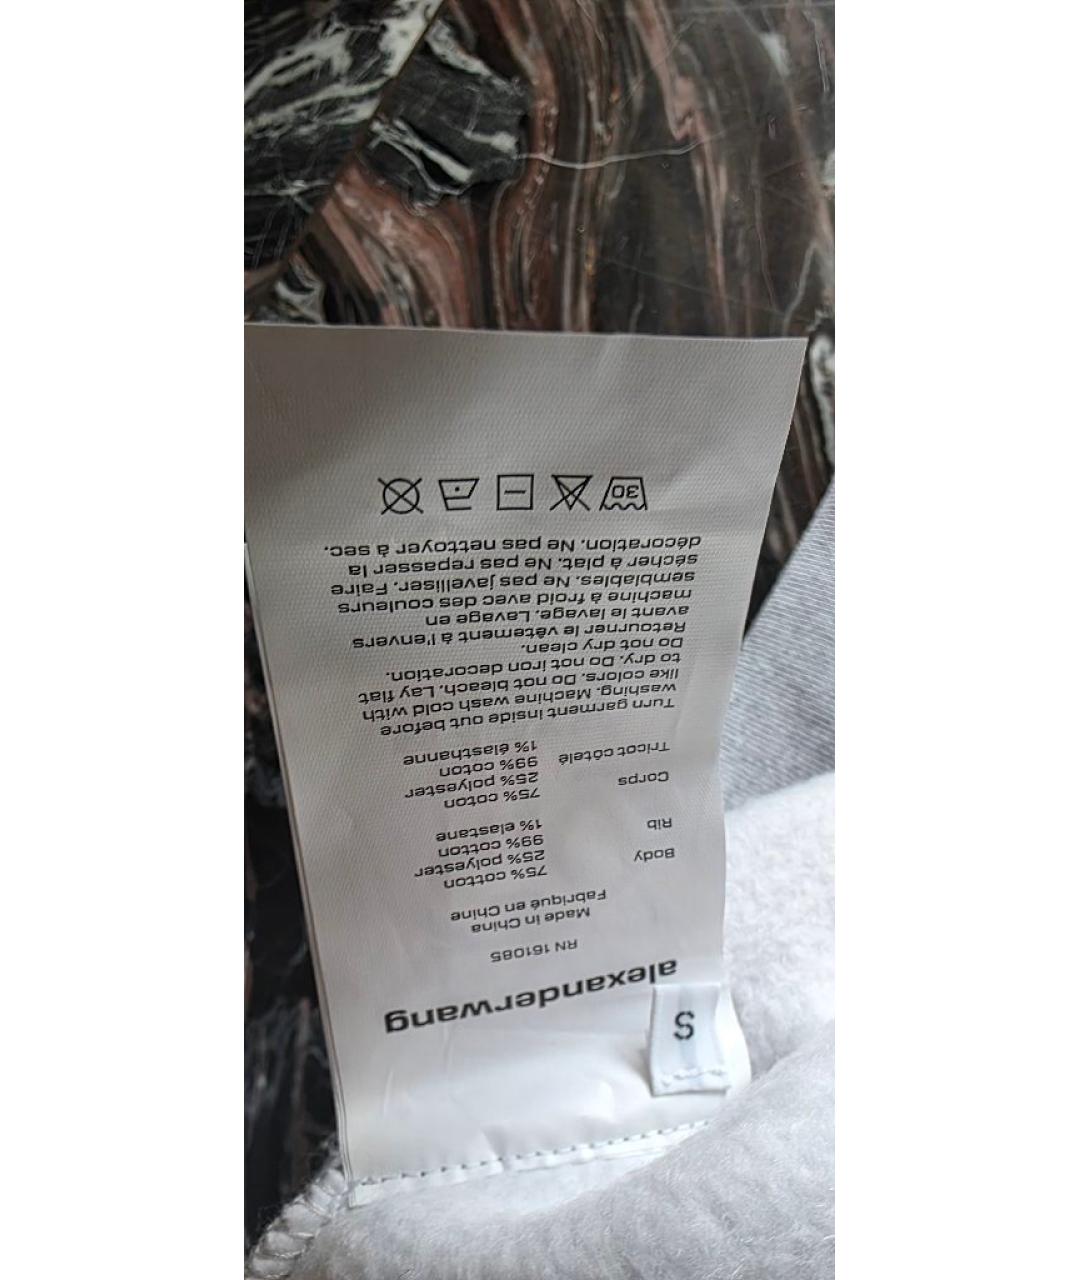 S
alexanderwang
RN 161085
Made in China
Fabriqué en Chine
Body 75% cotton
25% polyester
Rib 99% cotton
1% elastane
Corps 75% coton
25% polyester
Tricot côtelé 99% coton
1% élasthanne
Turn garment inside out before
washing. Machine wash cold with
like colors. Do not bleach. Lay flat
to dry. Do not iron decoration.
Do not dry clean.
Retourner le vêtement à l'envers
avant le lavage. Lavage en
machine à froid avec des couleurs
semblables. Ne pas javelliser. Faire
sécher à plat. Ne pas repasser la
décoration. Ne pas nettoyer à sec.
30